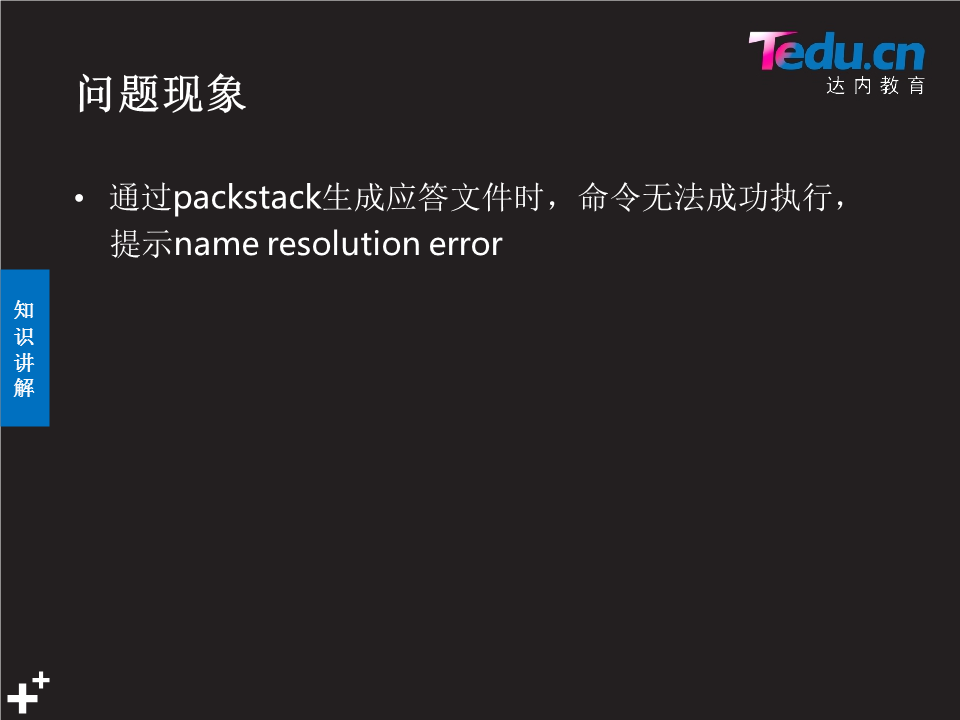 Tedu.cn
达内教育
问题现象
• 通过packstack生成应答文件时，命令无法成功执行，
提示name resolution error
知
识
讲
解